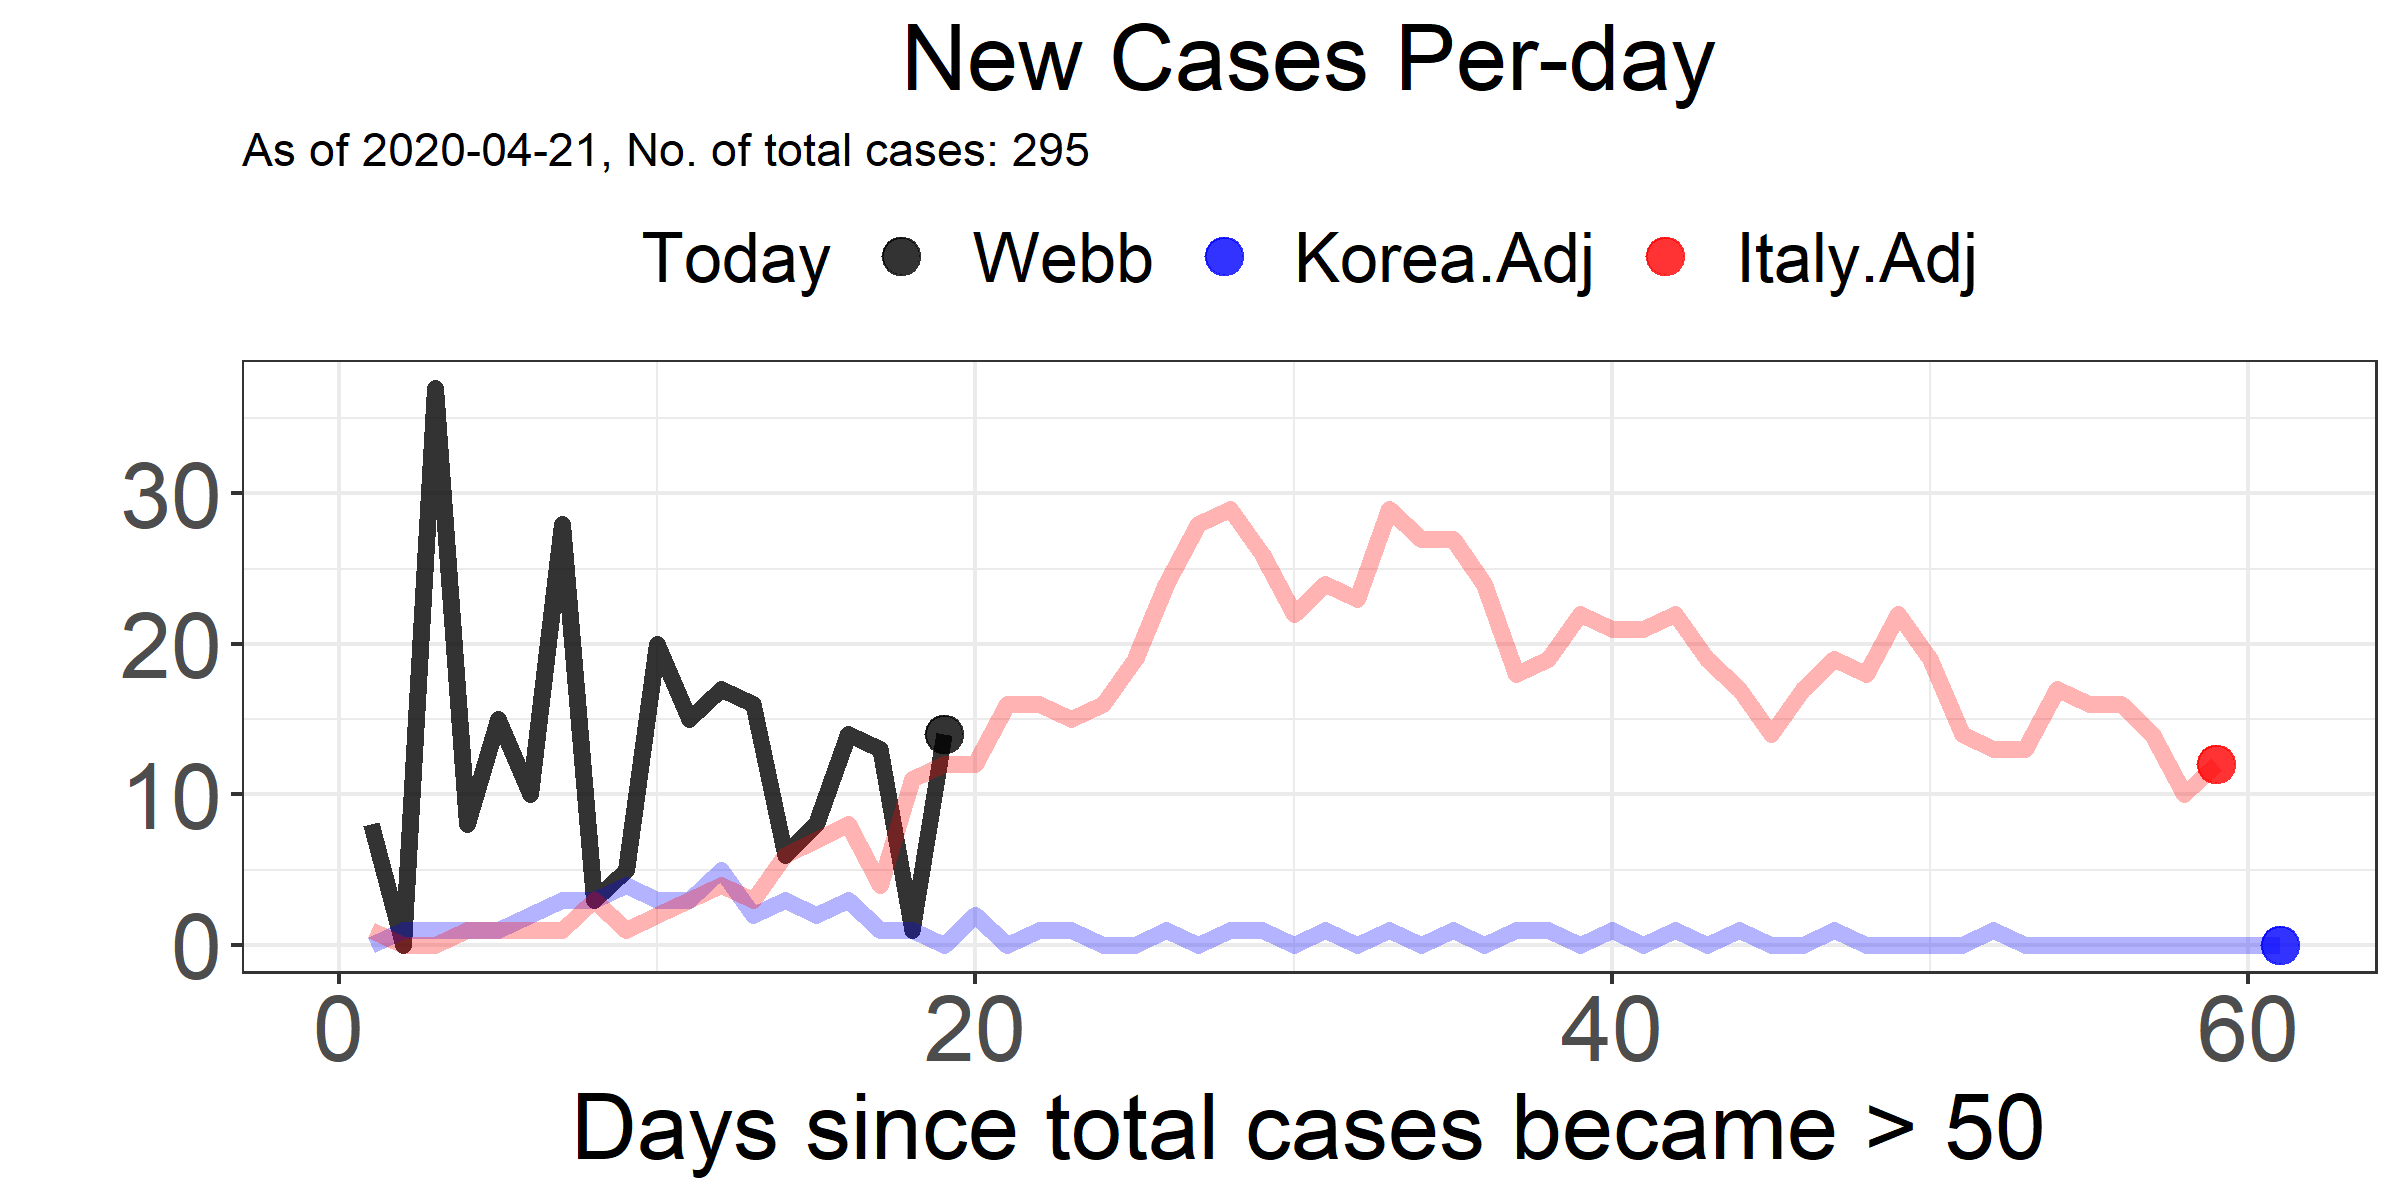 New Cases Per-day
As of 2020-04-21, No. of total cases: 295
Today Webb Korea.Adj Italy.Adj
30
20
10
0
0 20 40 60
Days since total cases became > 50